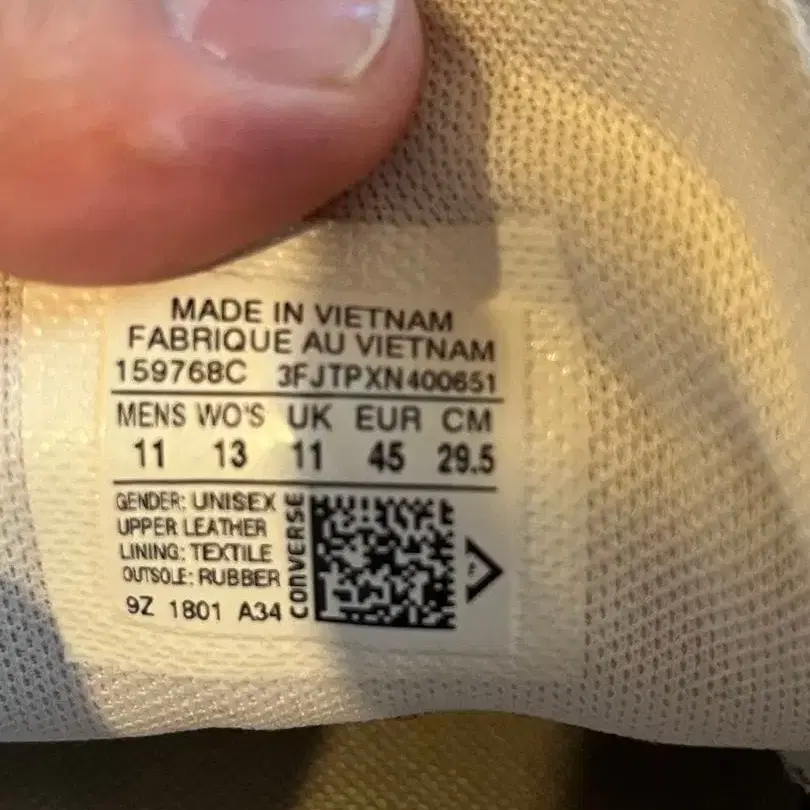 MADE IN VIETNAM
FABRIQUE AU VIETNAM
159768C 3FJTPXN400651
MENS WO'S UK EUR CM
11 13 11 45 29.5
GENDER: UNISEX
UPPER LEATHER
LINING: TEXTILE
OUTSOLE: RUBBER
9Z 1801 A34
CONVERSE